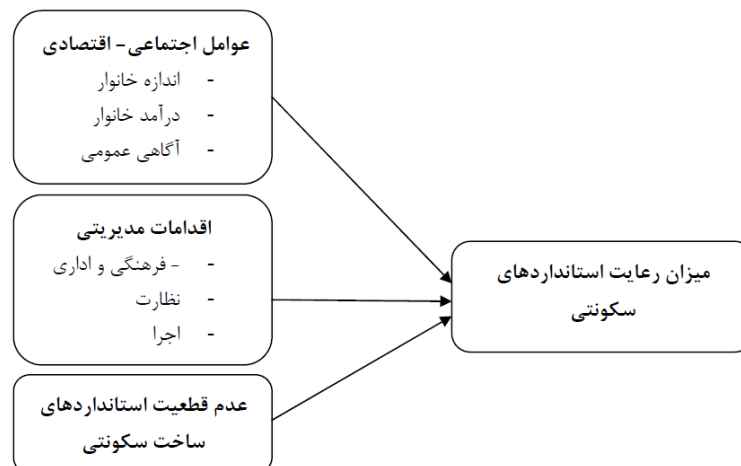 عوامل اجتماعی- اقتصادی
- اندازه خانوار
- درآمد خانوار
- آگاهی عمومی
اقدامات مدیریتی
- - فرهنگی و اداری
- نظارت
- اجرا
عدم قطعیت استانداردهای
ساخت سکونتی
میزان رعایت استانداردهای
سکونتی